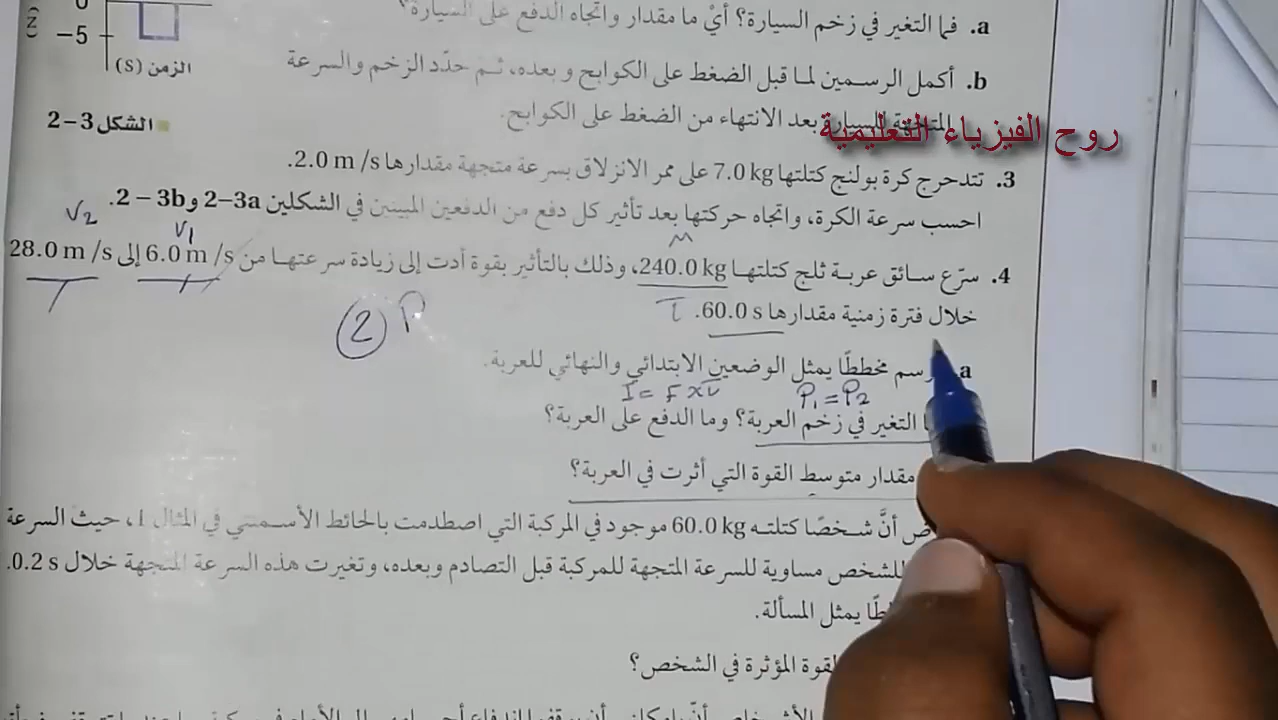 0
−5
الزمن (s)
الشكل 3–2
a. فما التغير في زخم السيارة؟ أيْ ما مقدار واتجاه الدفع على السيارة؟
b. أكمل الرسمين لما قبل الضغط على الكوابح وبعده، ثم حدّد الزخم والسرعة
المتجهة للسيارة بعد الانتهاء من الضغط على الكوابح.
روح الفيزياء التعليمية
3. تتدحرج كرة بولنج كتلتها 7.0 kg على ممر الانزلاق بسرعة متجهة مقدارها 2.0 m/s.
احسب سرعة الكرة، واتجاه حركتها بعد تأثير كل دفع من الدفعين المبينين في الشكلين 2–3a و 2 – 3b.
V2
V1
M
4. سرّع سائق عربة ثلج كتلتها 240.0 kg، وذلك بالتأثير بقوة أدت إلى زيادة سرعتها من 6.0 m/s إلى 28.0 m/s
خلال فترة زمنية مقدارها 60.0 s.
2 P
a. رسم مخططًا يمثل الوضعين الابتدائي والنهائي للعربة.
P1 = P2
التغير في زخم العربة؟ وما الدفع على العربة؟
مقدار متوسط القوة التي أثرت في العربة؟
أنَّ شخصًا كتلته 60.0 kg موجود في المركبة التي اصطدمت بالحائط الأسمنتي في المثال 1، حيث السرعة
للشخص مساوية للسرعة المتجهة للمركبة قبل التصادم وبعده، وتغيرت هذه السرعة المتجهة خلال 0.2 s.
يمثل المسألة.
القوة المؤثرة في الشخص؟